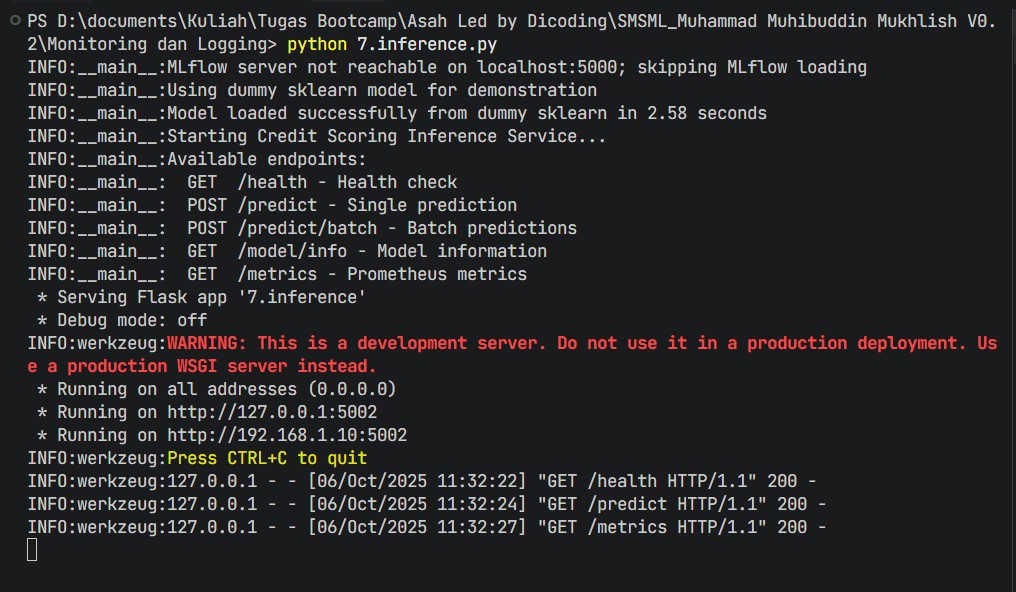 PS D:\documents\Kuliah\Tugas Bootcamp\Asah Led by Dicoding\SMSML_Muhammad Muhibuddin Mukhlish V0.
2\Monitoring dan Logging> python 7.inference.py
INFO:__main__:MLflow server not reachable on localhost:5000; skipping MLflow loading
INFO:__main__:Using dummy sklearn model for demonstration
INFO:__main__:Model loaded successfully from dummy sklearn in 2.58 seconds
INFO:__main__:Starting Credit Scoring Inference Service...
INFO:__main__:Available endpoints:
INFO:__main__:  GET  /health - Health check
INFO:__main__:  POST /predict - Single prediction
INFO:__main__:  POST /predict/batch - Batch predictions
INFO:__main__:  GET  /model/info - Model information
INFO:__main__:  GET  /metrics - Prometheus metrics
 * Serving Flask app '7.inference'
 * Debug mode: off
INFO:werkzeug:WARNING: This is a development server. Do not use it in a production deployment. Us
e a production WSGI server instead.
 * Running on all addresses (0.0.0.0)
 * Running on http://127.0.0.1:5002
 * Running on http://192.168.1.10:5002
INFO:werkzeug:Press CTRL+C to quit
INFO:werkzeug:127.0.0.1 - - [06/Oct/2025 11:32:22] "GET /health HTTP/1.1" 200 -
INFO:werkzeug:127.0.0.1 - - [06/Oct/2025 11:32:24] "GET /predict HTTP/1.1" 200 -
INFO:werkzeug:127.0.0.1 - - [06/Oct/2025 11:32:27] "GET /metrics HTTP/1.1" 200 -